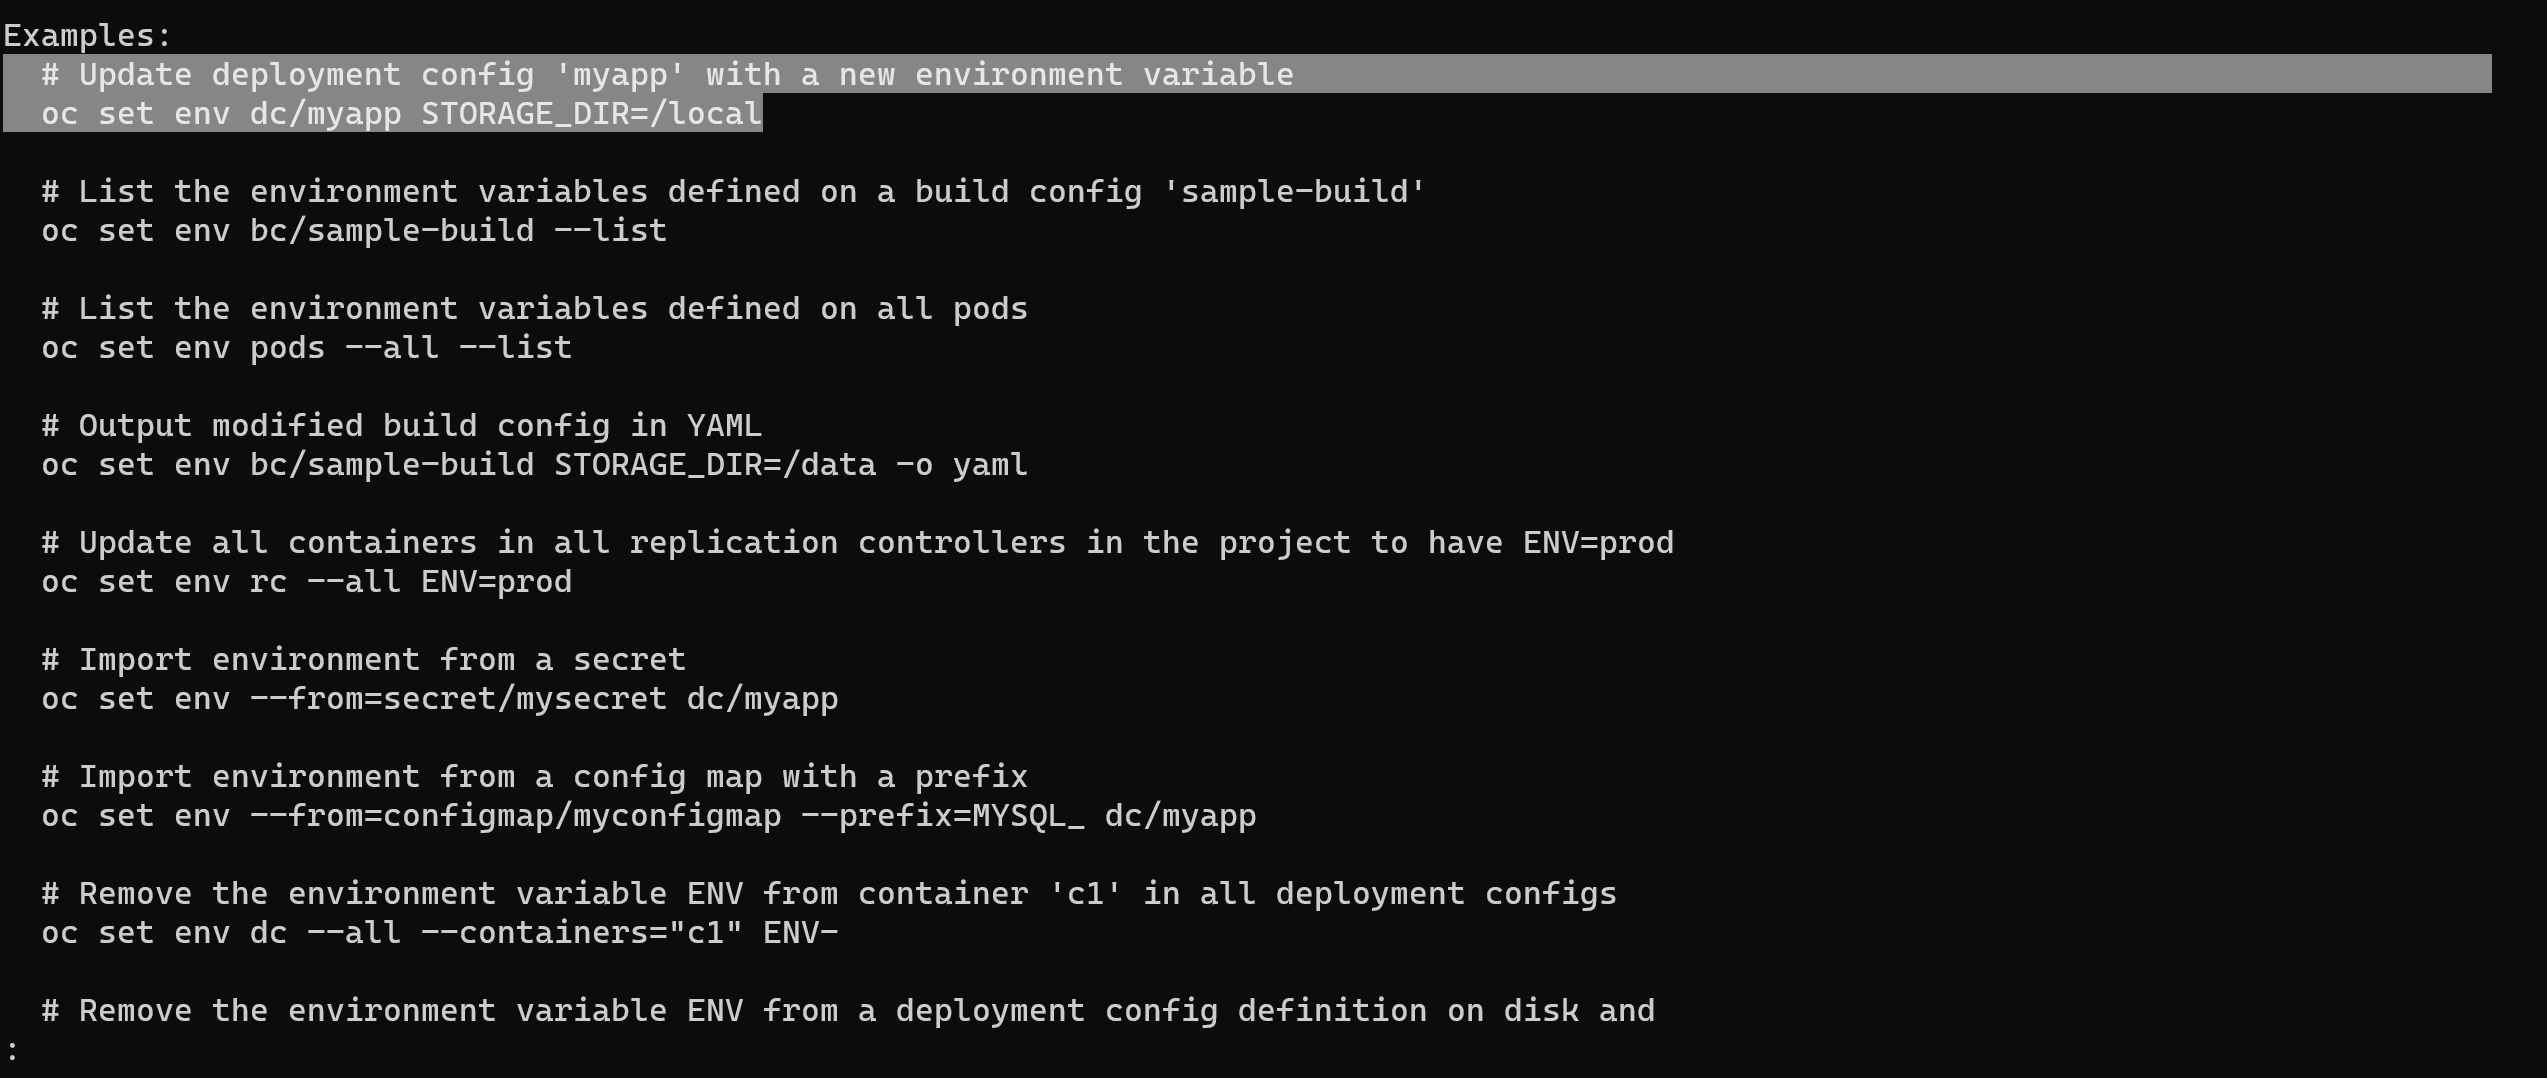 Examples:
  # Update deployment config 'myapp' with a new environment variable
  oc set env dc/myapp STORAGE_DIR=/local

  # List the environment variables defined on a build config 'sample-build'
  oc set env bc/sample-build --list

  # List the environment variables defined on all pods
  oc set env pods --all --list

  # Output modified build config in YAML
  oc set env bc/sample-build STORAGE_DIR=/data -o yaml

  # Update all containers in all replication controllers in the project to have ENV=prod
  oc set env rc --all ENV=prod

  # Import environment from a secret
  oc set env --from=secret/mysecret dc/myapp

  # Import environment from a config map with a prefix
  oc set env --from=configmap/myconfigmap --prefix=MYSQL_ dc/myapp

  # Remove the environment variable ENV from container 'c1' in all deployment configs
  oc set env dc --all --containers="c1" ENV-

  # Remove the environment variable ENV from a deployment config definition on disk and
: